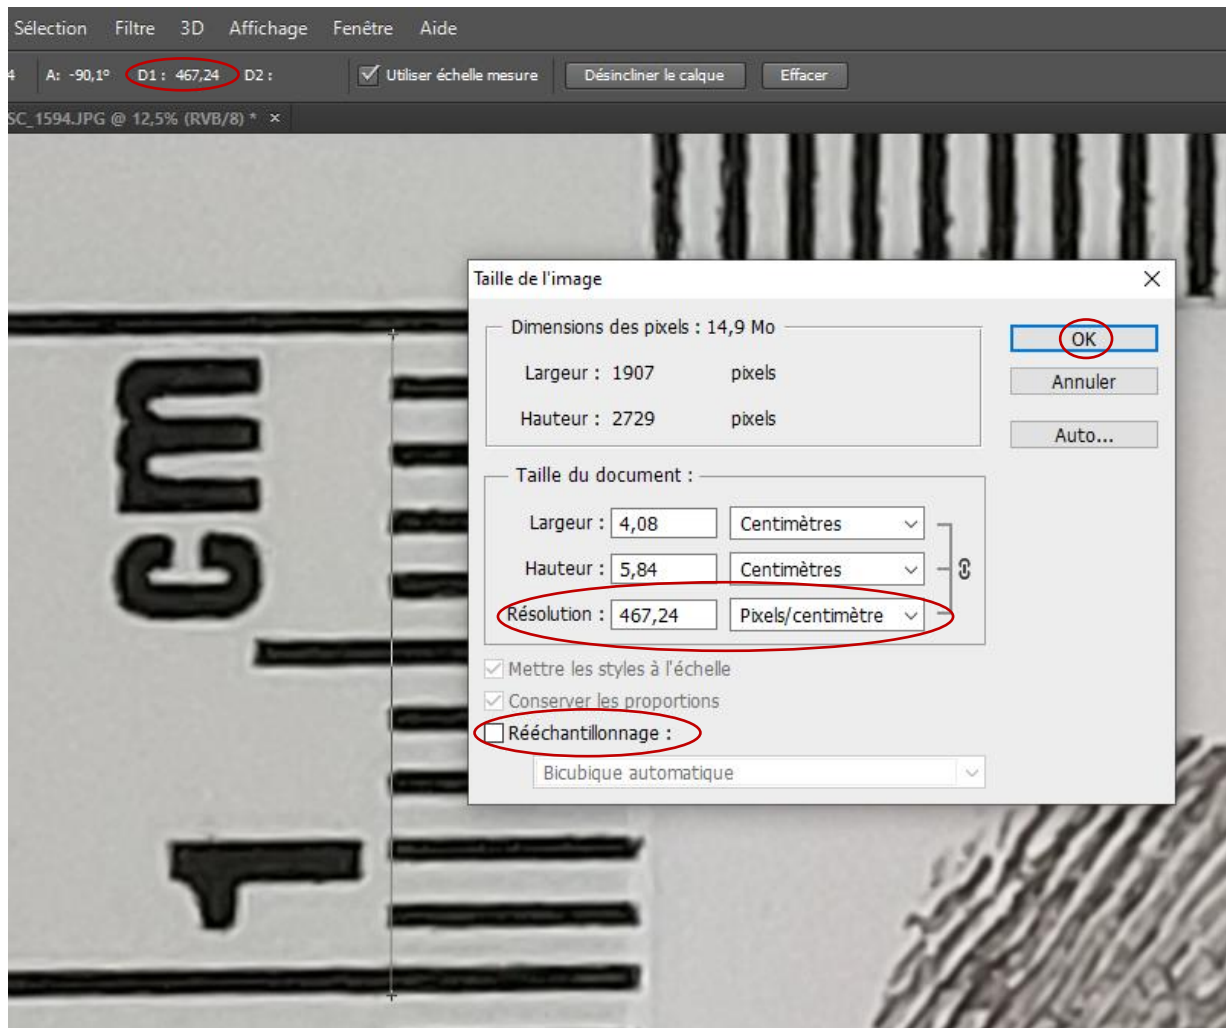 Sélection Filtre 3D Affichage Fenêtre Aide
4 A: -90,1° D1 : 467,24 D2 : Utiliser échelle mesure Désincliner le calque Effacer
SC_1594.JPG @ 12,5% (RVB/8) * ×
cm
1
Taille de l'image
Dimensions des pixels : 14,9 Mo
OK
Largeur : 1907 pixels
Annuler
Hauteur : 2729 pixels
Auto...
Taille du document :
Largeur : 4,08 Centimètres
Hauteur : 5,84 Centimètres
Résolution : 467,24 Pixels/centimètre
Mettre les styles à l'échelle
Conserver les proportions
Rééchantillonnage :
Bicubique automatique